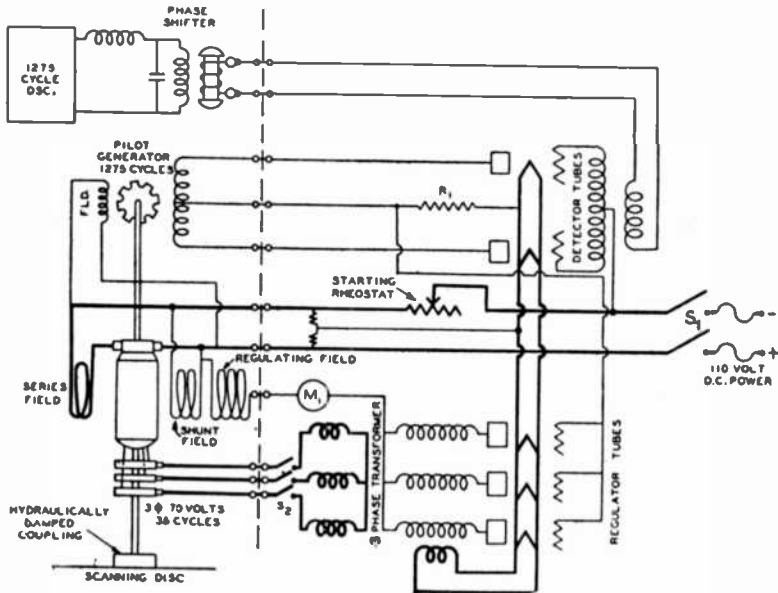 PHASE
SHIFTER
1275
CYCLE
OSC.
PILOT
GENERATOR
1275 CYCLES
FLD.
R1
DETECTOR TUBES
STARTING
RHEOSTAT
S1
-
+
110 VOLT
D.C. POWER
REGULATING FIELD
SERIES
FIELD
SHUNT
FIELD
M1
3 PHASE TRANSFORMER
REGULATOR TUBES
3 Φ 70 VOLTS
36 CYCLES
S2
HYDRAULICALLY
DAMPED
COUPLING
SCANNING DISC